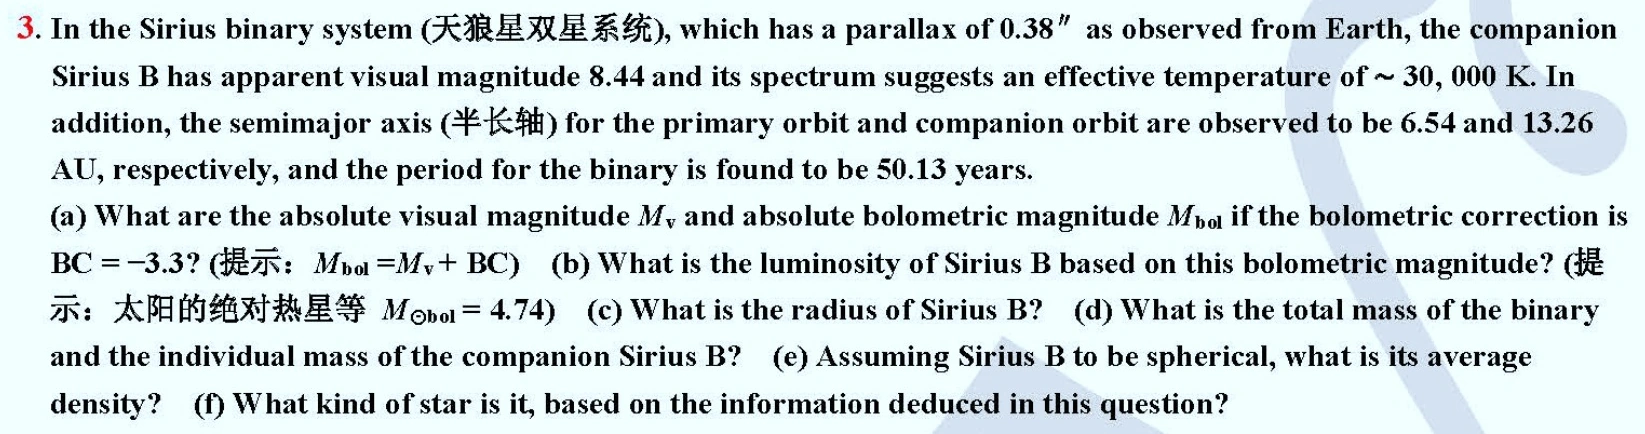 3. In the Sirius binary system (天狼星双星系统), which has a parallax of 0.38″ as observed from Earth, the companion
Sirius B has apparent visual magnitude 8.44 and its spectrum suggests an effective temperature of ~ 30, 000 K. In
addition, the semimajor axis (半长轴) for the primary orbit and companion orbit are observed to be 6.54 and 13.26
AU, respectively, and the period for the binary is found to be 50.13 years.
(a) What are the absolute visual magnitude Mv and absolute bolometric magnitude Mbol if the bolometric correction is
BC = −3.3? (提示：Mbol =Mv+ BC) (b) What is the luminosity of Sirius B based on this bolometric magnitude? (提
示：太阳的绝对热星等 M⊙bol = 4.74) (c) What is the radius of Sirius B? (d) What is the total mass of the binary
and the individual mass of the companion Sirius B? (e) Assuming Sirius B to be spherical, what is its average
density? (f) What kind of star is it, based on the information deduced in this question?